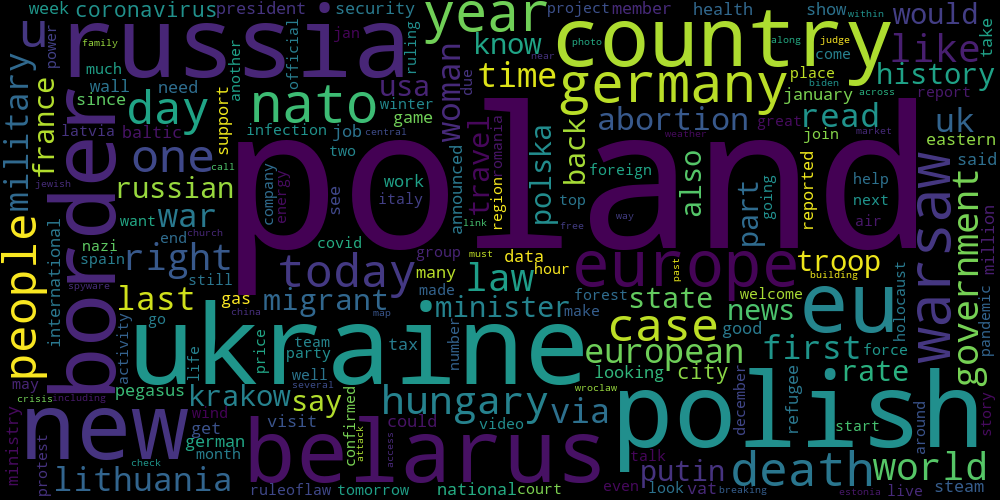 week coronavirus president security project member health show within would
year country
russia know like
family power much wall need another official jan ruling usa woman due time near photo along judge come take
u military france since day nato winter game germany place biden january across history report
latvia baltic support infection job central abortion great weather market read join uk eastern
jewish call one two romania polska back foreign also reported said
border russian company energy see work italy travel region top part going help next air
poland
people want war end church covid announced link free way must warsaw government
nazi spain international right still group data hour past europe troop building million
spyware last gas today many made law forest state news welcome holocaust pandemic
activity go china migrant map minister make case good eu
ukraine
life price team party tax number european first force
may pegasus well several looking city rate
crisis including krakow say hungary wroclaw december refugee around story
new wind visit confirmed could via video polish start
ministry protest german get month attack access belarus talk putin death world
lithuania check ruleoflaw tomorrow national court even look vat breaking estonia live steam